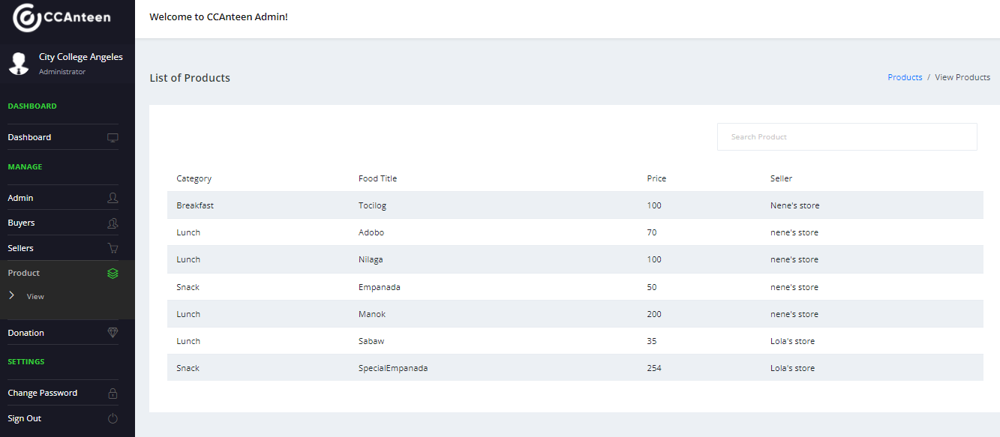 CCAnteen
Welcome to CCAnteen Admin!
City College Angeles
Administrator
DASHBOARD
Dashboard
MANAGE
Admin
Buyers
Sellers
Product
View
Donation
SETTINGS
Change Password
Sign Out
List of Products
Products / View Products
Search Product
Category Food Title Price Seller
Breakfast Tocilog 100 Nene's store
Lunch Adobo 70 nene's store
Lunch Nilaga 100 nene's store
Snack Empanada 50 nene's store
Lunch Manok 200 nene's store
Lunch Sabaw 35 Lola's store
Snack SpecialEmpanada 254 Lola's store